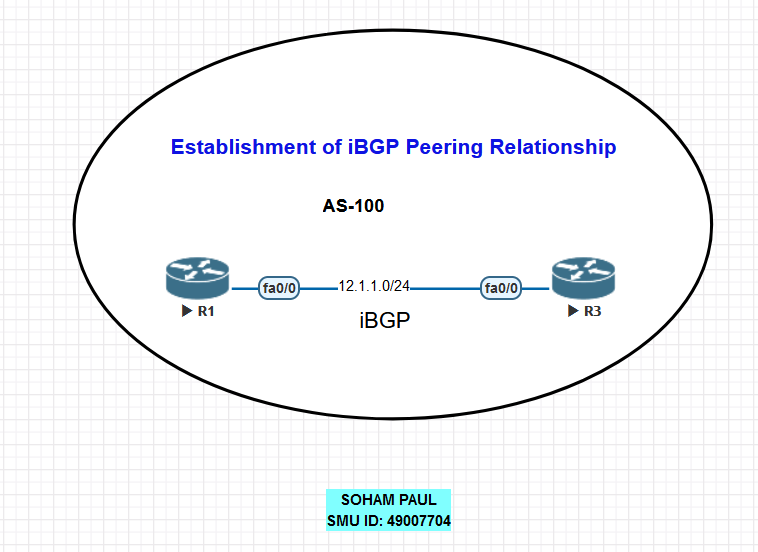 Establishment of iBGP Peering Relationship
AS-100
fa0/0
12.1.1.0/24
fa0/0
R1
iBGP
R3
SOHAM PAUL
SMU ID: 49007704